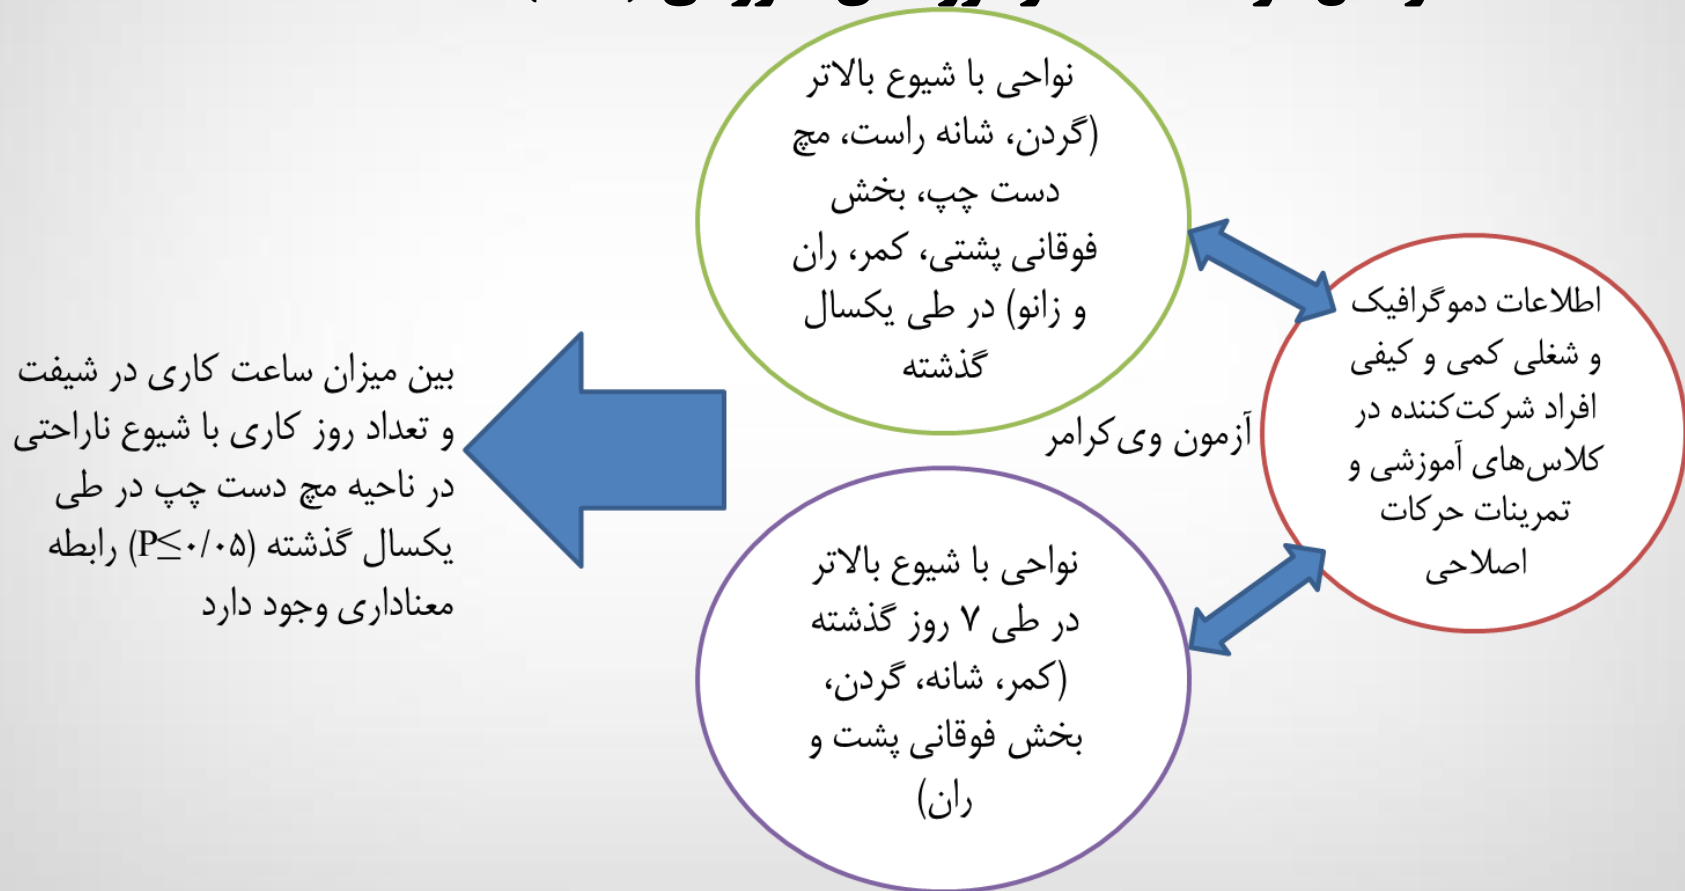 نواحی با شیوع بالاتر
(گردن، شانه راست، مچ
دست چپ، بخش
فوقانی پشتی، کمر، ران
و زانو) در طی یکسال
گذشته
اطلاعات دموگرافیک
و شغلی کمی و کیفی
افراد شرکت‌کننده در
کلاس‌های آموزشی و
تمرینات حرکات
اصلاحی
آزمون وی‌کرامر
نواحی با شیوع بالاتر
در طی ۷ روز گذشته
(کمر، شانه، گردن،
بخش فوقانی پشت و
ران)
بین میزان ساعت کاری در شیفت
و تعداد روز کاری با شیوع ناراحتی
در ناحیه مچ دست چپ در طی
یکسال گذشته (P≤۰/۰۵) رابطه
معناداری وجود دارد